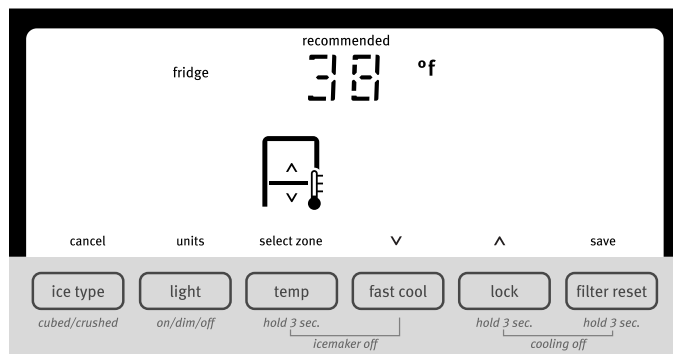 recommended
fridge 38 °f
cancel units select zone ∨ ∧ save
ice type light temp fast cool lock filter reset
cubed/crushed on/dim/off hold 3 sec. hold 3 sec. hold 3 sec.
icemaker off cooling off